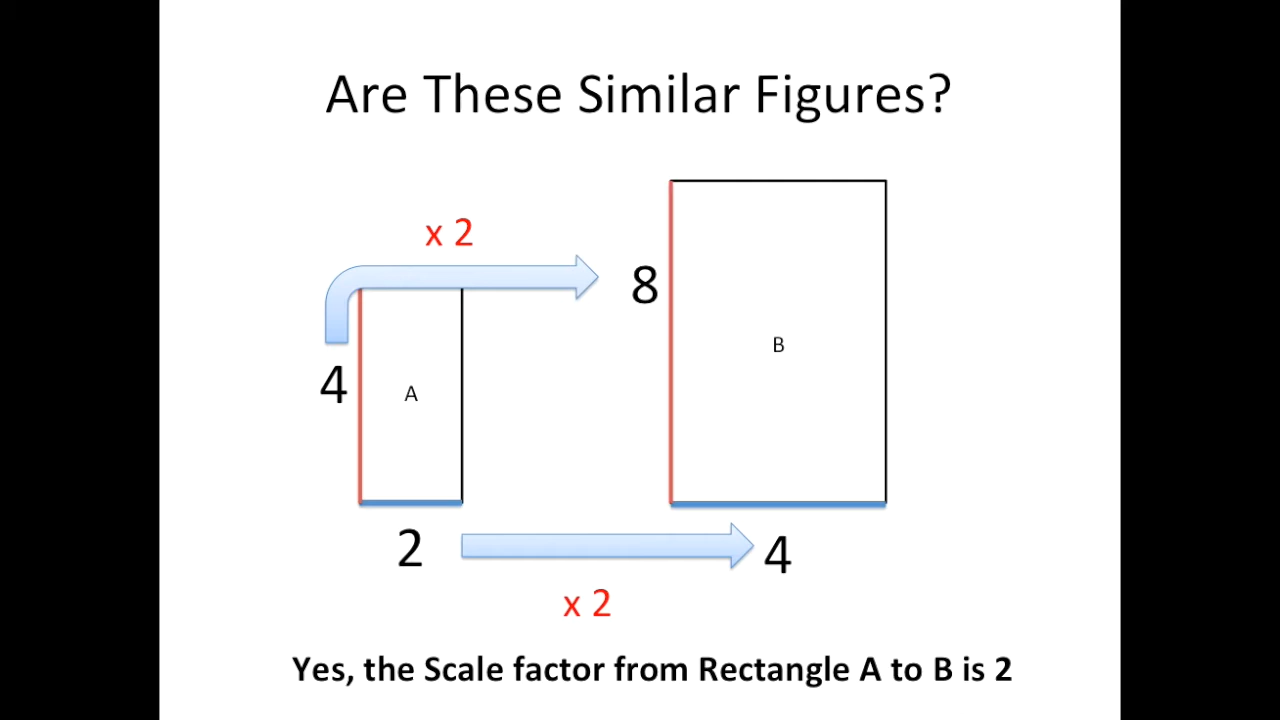 Are These Similar Figures?
x 2
8
B
4
A
2
4
x 2
Yes, the Scale factor from Rectangle A to B is 2